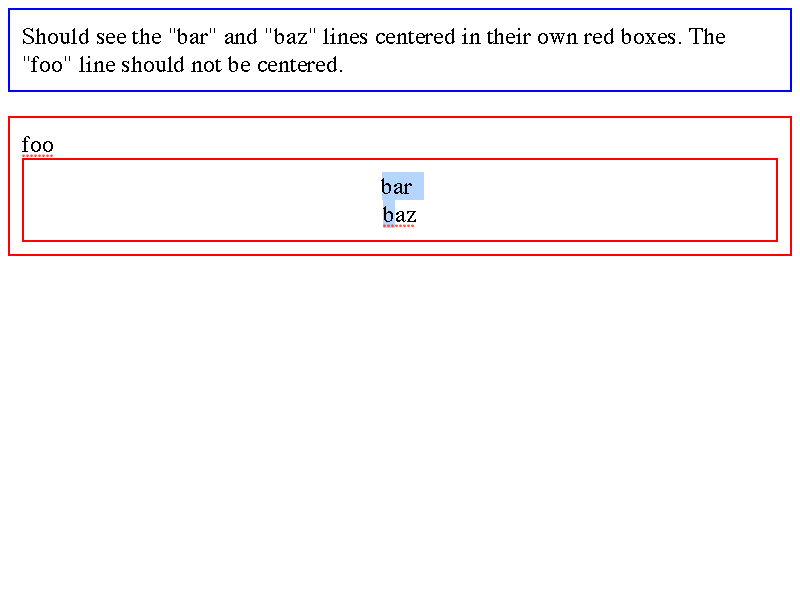 Should see the "bar" and "baz" lines centered in their own red boxes. The
"foo" line should not be centered.
foo
bar
baz